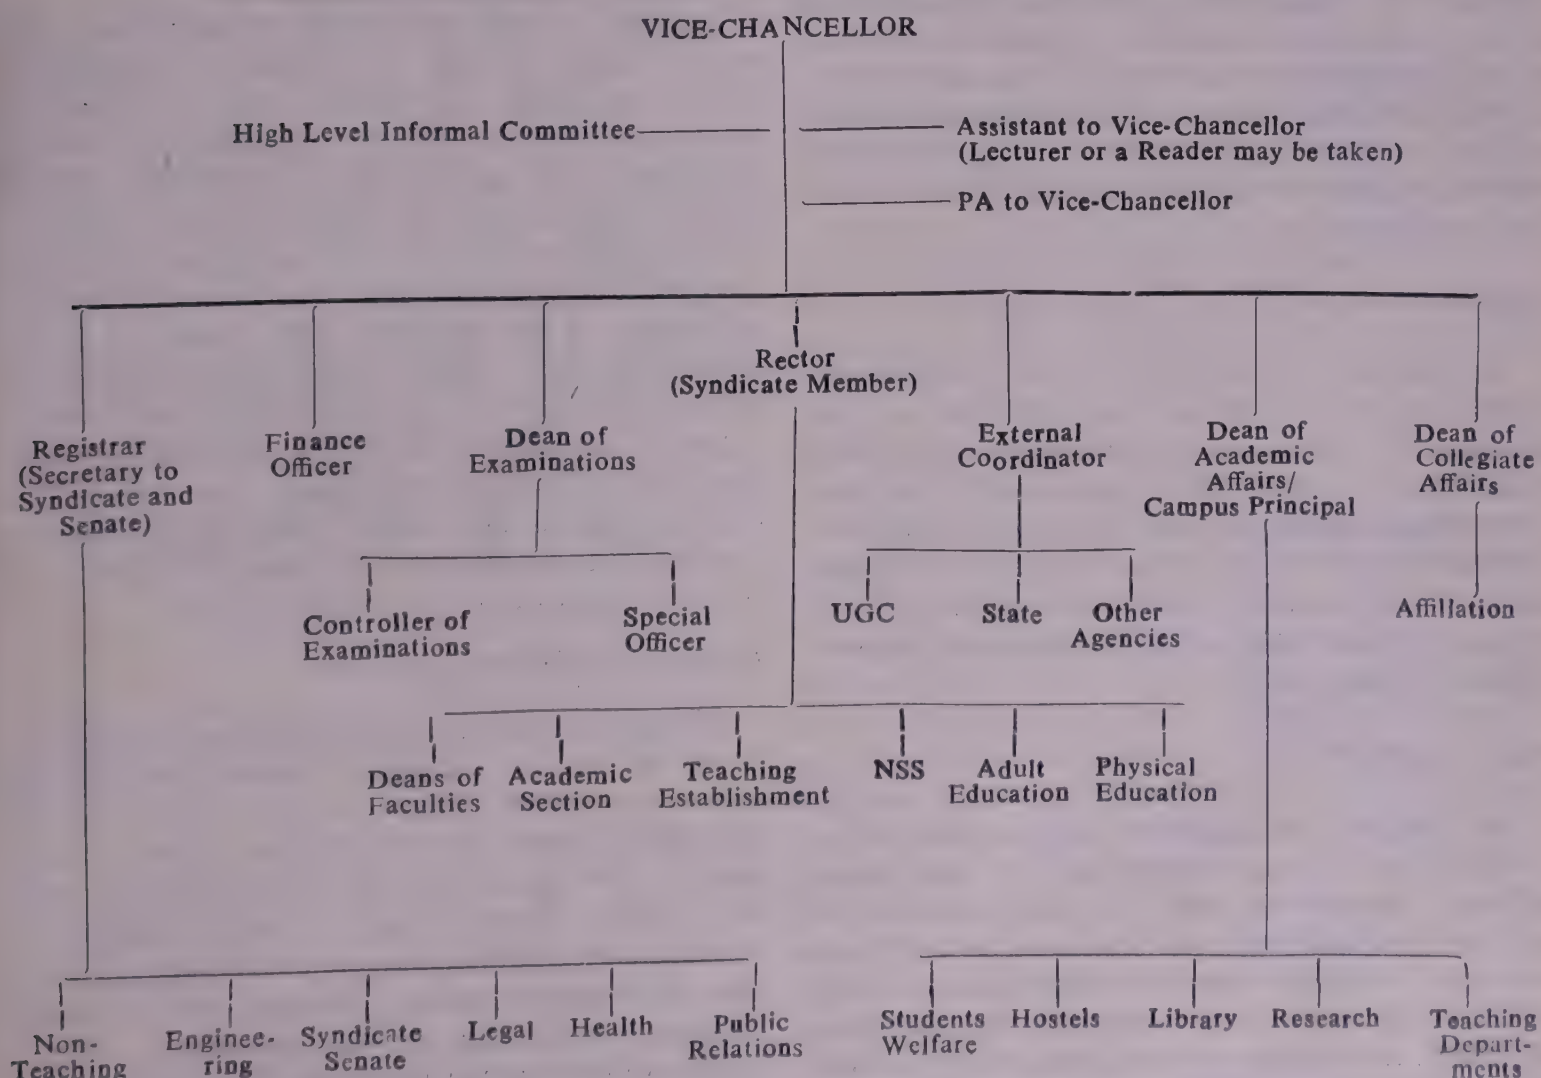 VICE-CHANCELLOR
High Level Informal Committee
Assistant to Vice-Chancellor
(Lecturer or a Reader may be taken)
PA to Vice-Chancellor
Rector
(Syndicate Member)
Registrar
(Secretary to
Syndicate and
Senate)
Finance
Officer
Dean of
Examinations
External
Coordinator
Dean of
Academic
Affairs/
Campus Principal
Dean of
Collegiate
Affairs
Controller of
Examinations
Special
Officer
UGC
State
Other
Agencies
Affillation
Deans of
Faculties
Academic
Section
Teaching
Establishment
NSS
Adult
Education
Physical
Education
Non-
Teaching
Enginee-
ring
Syndicate
Senate
Legal
Health
Public
Relations
Students
Welfare
Hostels
Library
Research
Teaching
Depart-
ments